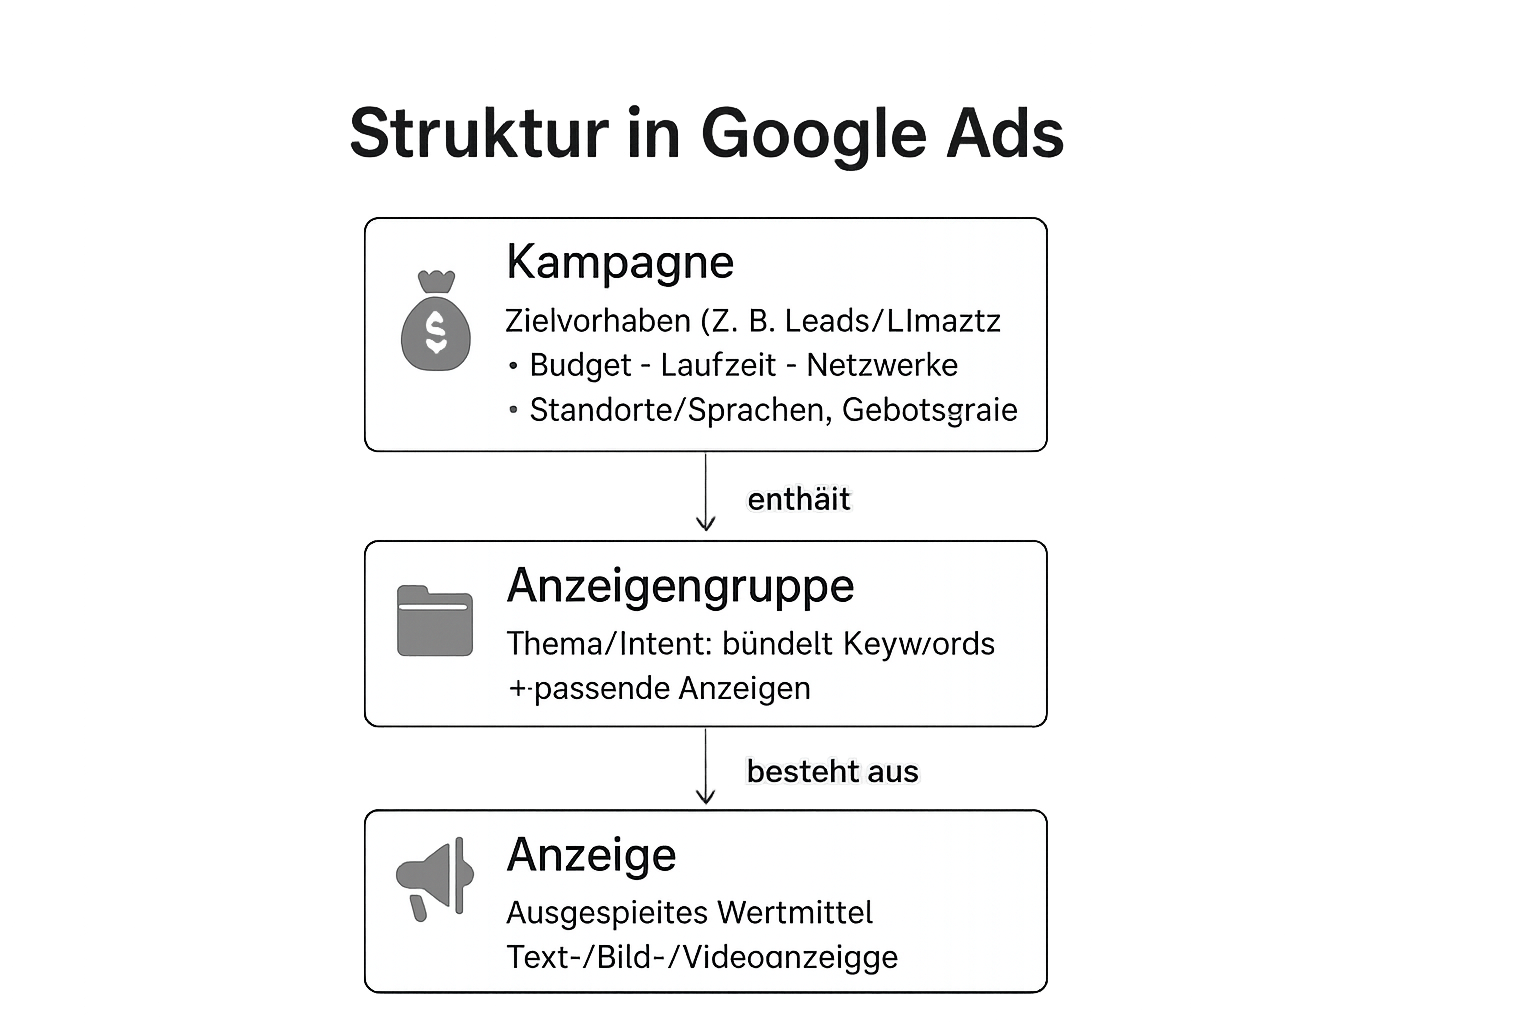 Struktur in Google Ads
Kampagne
Zielvorhaben (Z. B. Leads/LImaztz
• Budget - Laufzeit - Netzwerke
• Standorte/Sprachen, Gebotsgraie
enthäit
Anzeigengruppe
Thema/Intent: bündelt Keyw/ords
+·passende Anzeigen
besteht aus
Anzeige
Ausgespieites Wertmittel
Text-/Bild-/Videoanzeigge